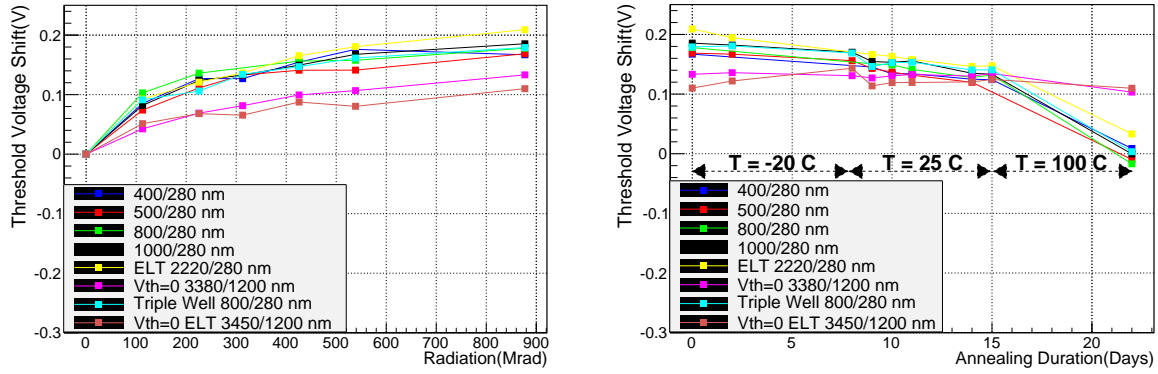 Threshold Voltage Shift(V)
0.2
0.1
0
-0.1
-0.2
-0.3
400/280 nm
500/280 nm
800/280 nm
1000/280 nm
ELT 2220/280 nm
Vth=0 3380/1200 nm
Triple Well 800/280 nm
Vth=0 ELT 3450/1200 nm
0 100 200 300 400 500 600 700 800 900
Radiation(Mrad)
Threshold Voltage Shift(V)
0.2
0.1
0
-0.1
-0.2
-0.3
T = -20 C T = 25 C T = 100 C
400/280 nm
500/280 nm
800/280 nm
1000/280 nm
ELT 2220/280 nm
Vth=0 3380/1200 nm
Triple Well 800/280 nm
Vth=0 ELT 3450/1200 nm
0 5 10 15 20
Annealing Duration(Days)